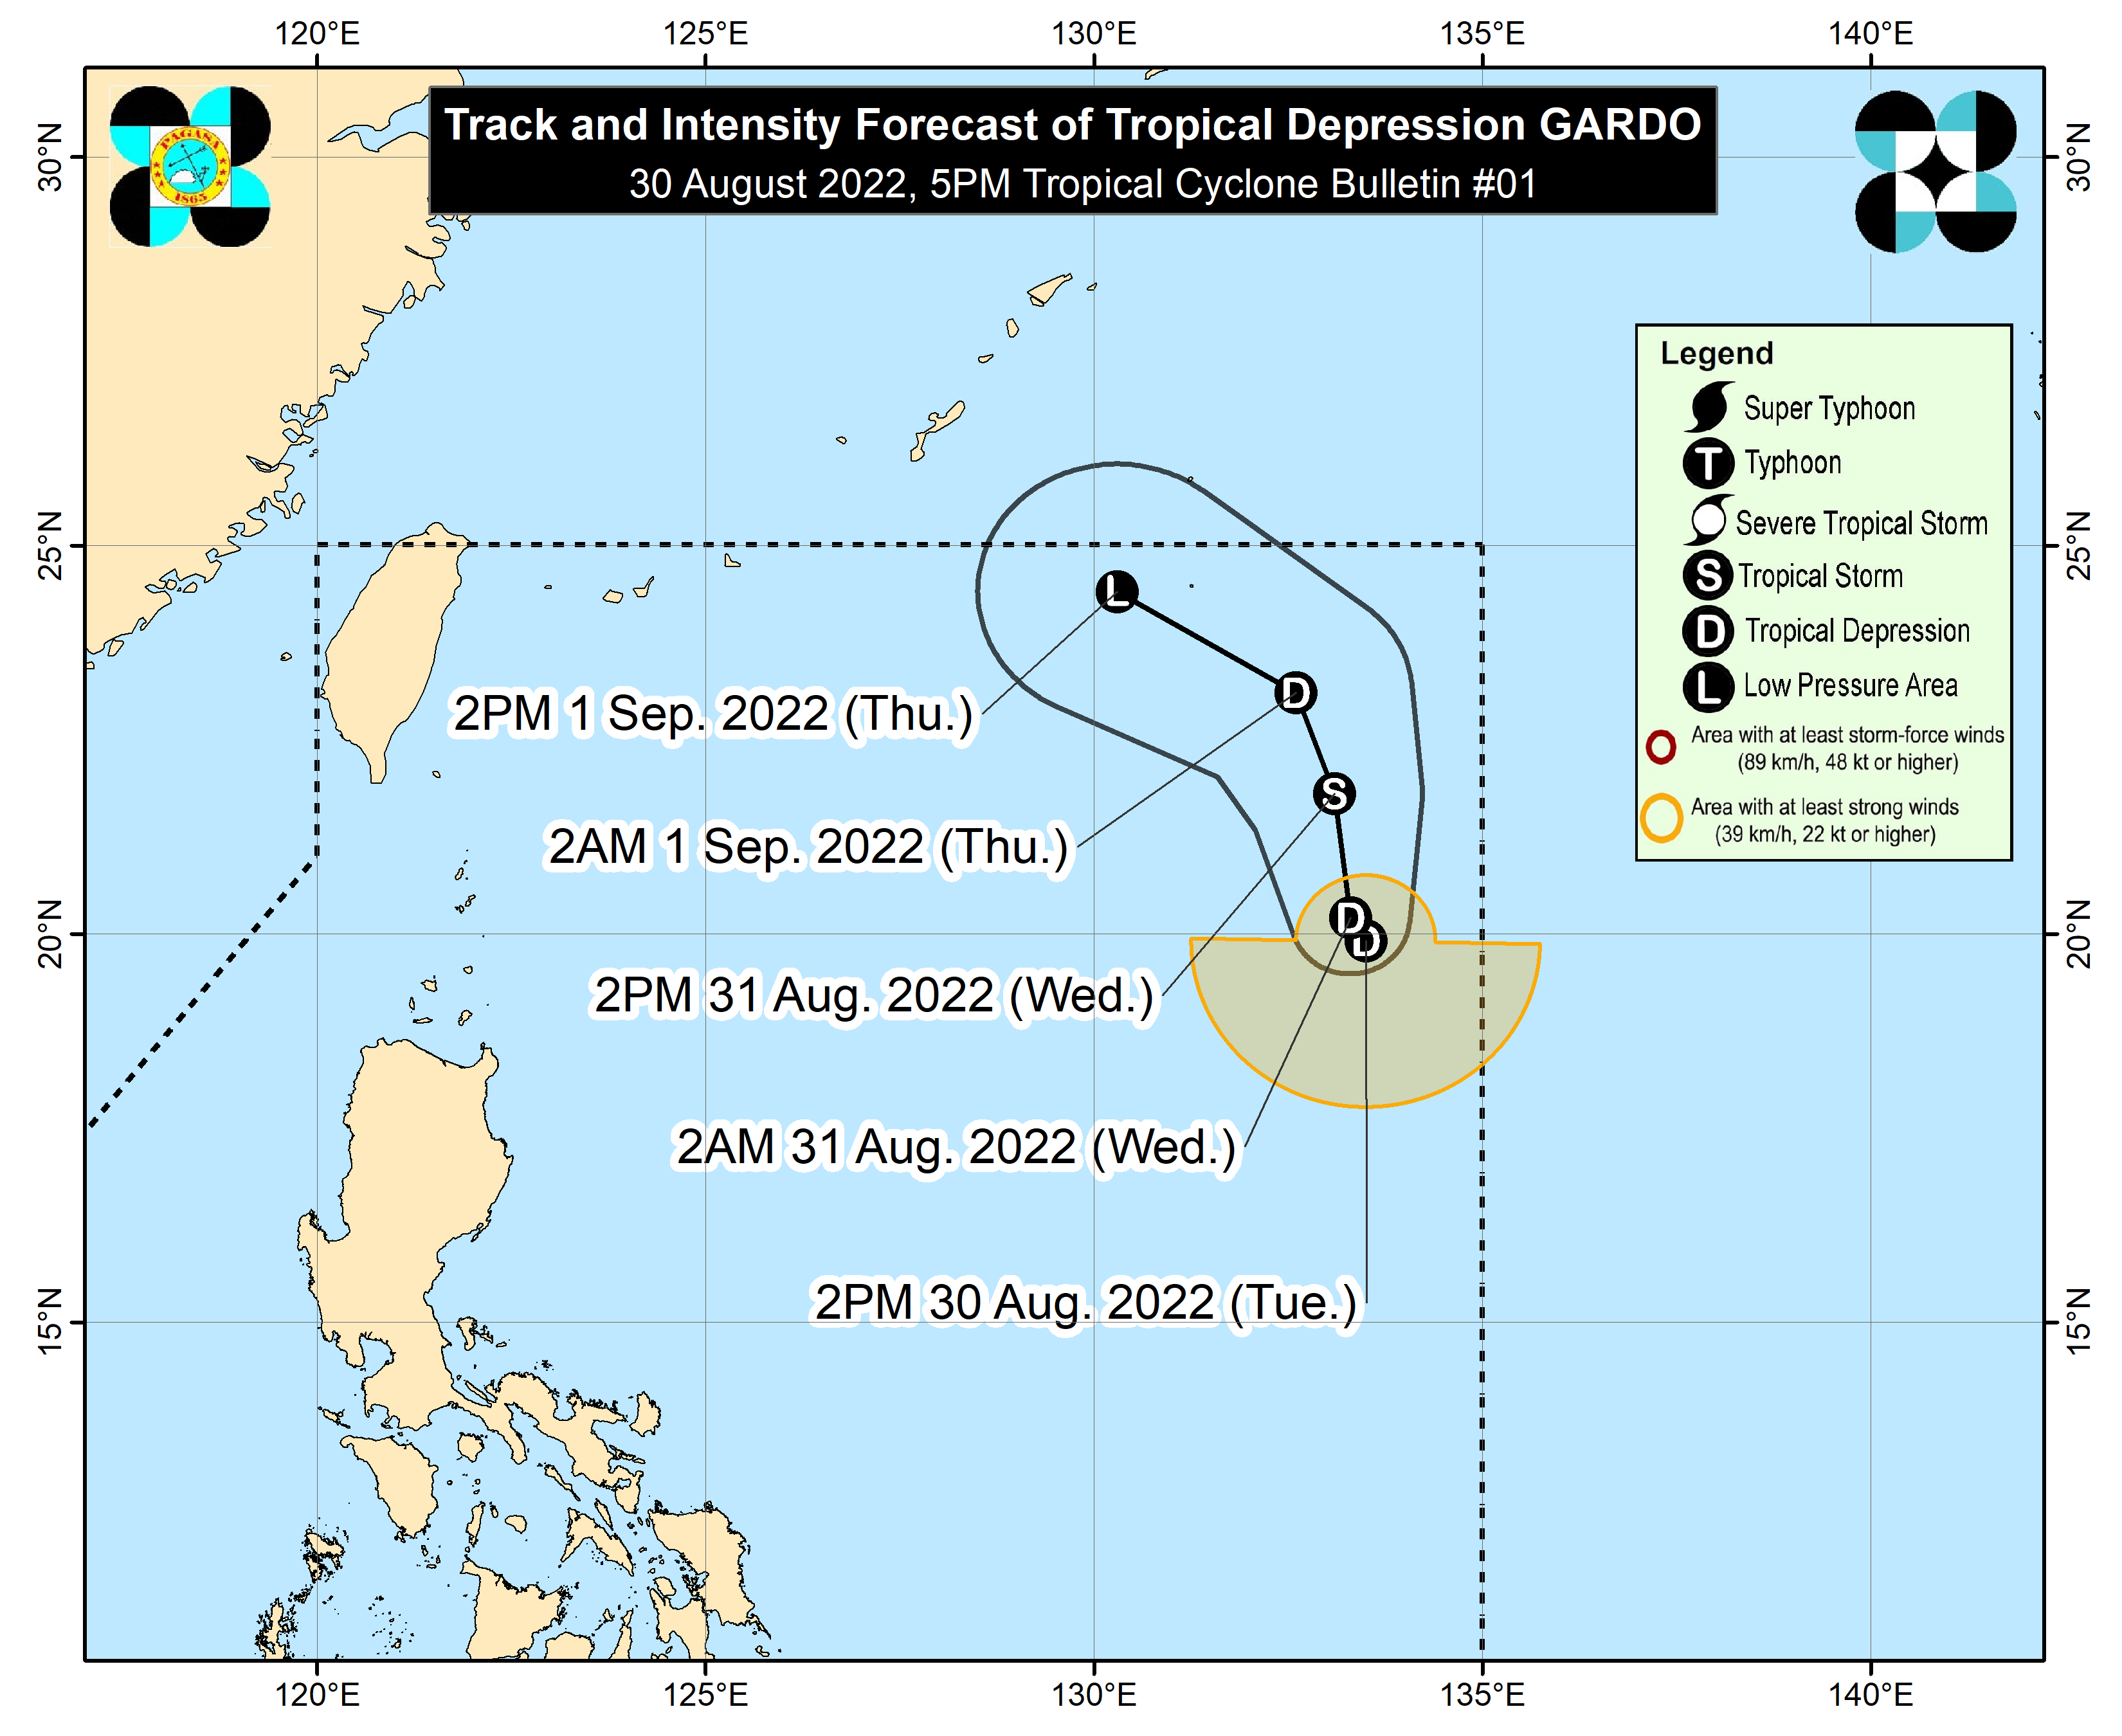 120°E 125°E 130°E 135°E 140°E
Track and Intensity Forecast of Tropical Depression GARDO
30 August 2022, 5PM Tropical Cyclone Bulletin #01
PAGASA
1865
30°N 30°N
Legend
Super Typhoon
T Typhoon
Severe Tropical Storm
S Tropical Storm
D Tropical Depression
L Low Pressure Area
Area with at least storm-force winds
(89 km/h, 48 kt or higher)
Area with at least strong winds
(39 km/h, 22 kt or higher)
25°N 25°N
L
D
2PM 1 Sep. 2022 (Thu.)
S
2AM 1 Sep. 2022 (Thu.)
20°N 20°N
D
D
2PM 31 Aug. 2022 (Wed.)
2AM 31 Aug. 2022 (Wed.)
2PM 30 Aug. 2022 (Tue.)
15°N 15°N
120°E 125°E 130°E 135°E 140°E